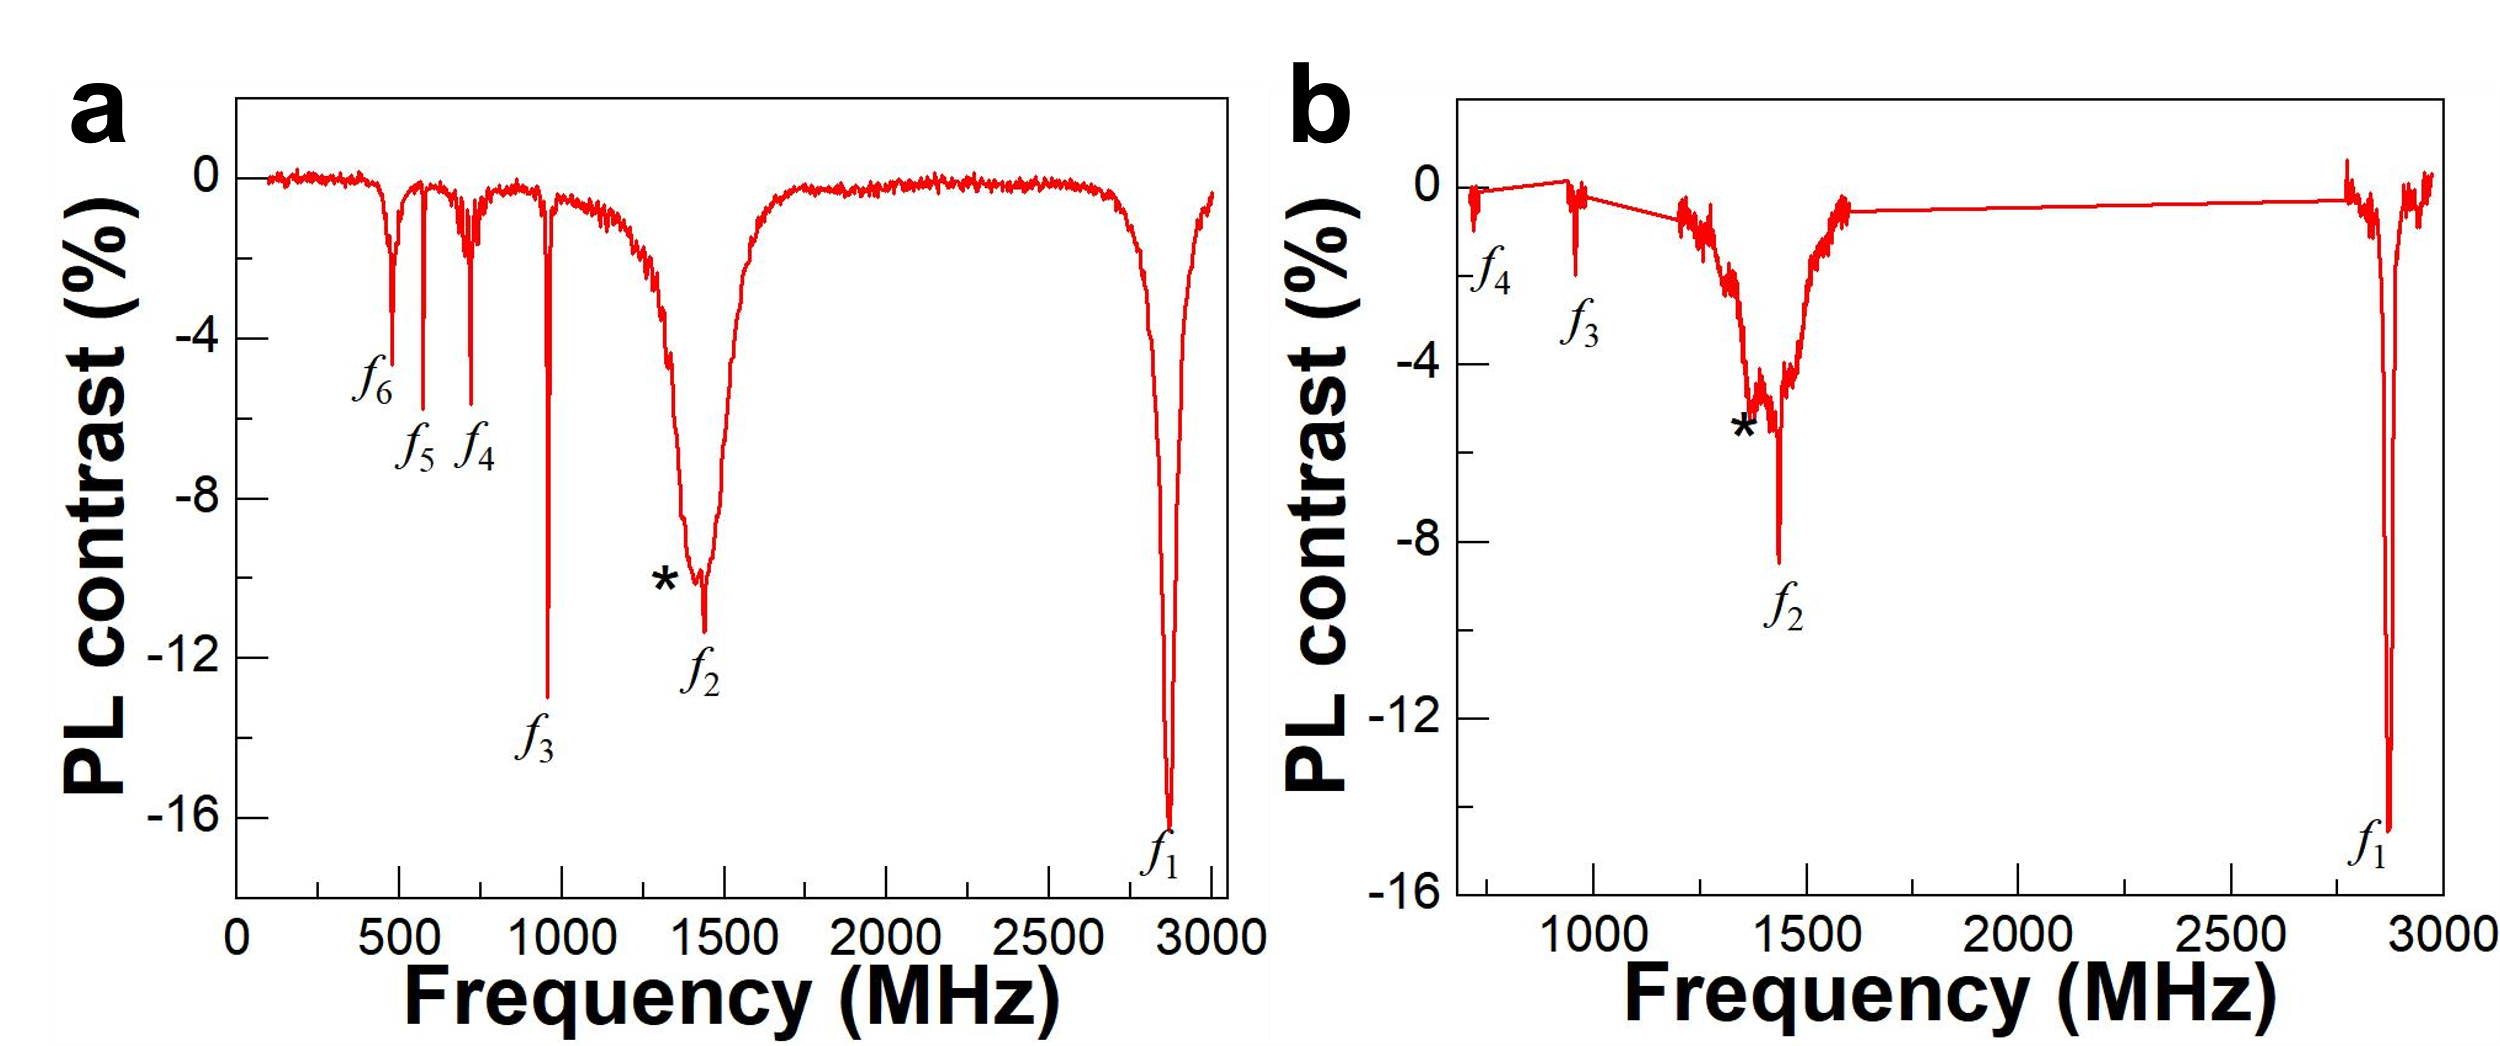 a
PL contrast (%)
0
-4
-8
-12
-16
f6
f5
f4
f3
*
f2
f1
0 500 1000 1500 2000 2500 3000
Frequency (MHz)
b
PL contrast (%)
0
-4
-8
-12
-16
f4
f3
*
f2
f1
1000 1500 2000 2500 3000
Frequency (MHz)